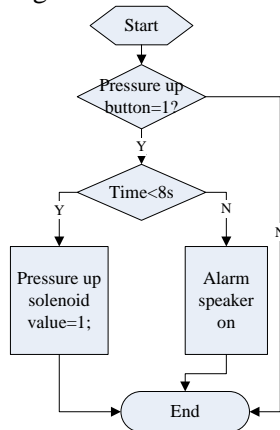 Start
Pressure up
button=1?
Y
Time<8s
Y
N
N
Pressure up
solenoid
value=1;
Alarm
speaker
on
End